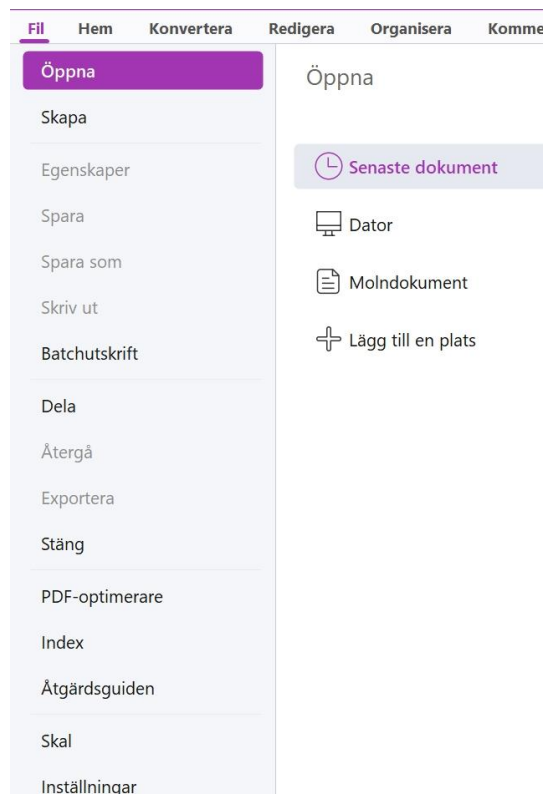 Fil Hem Konvertera Redigera Organisera
Öppna
Skapa
Egenskaper
Spara
Spara som
Skriv ut
Batchutskrift
Dela
Återgå
Exportera
Stäng
PDF-optimerare
Index
Åtgärdsguiden
Skal
Inställningar
Öppna
Senaste dokument
Dator
Molndokument
Lägg till en plats